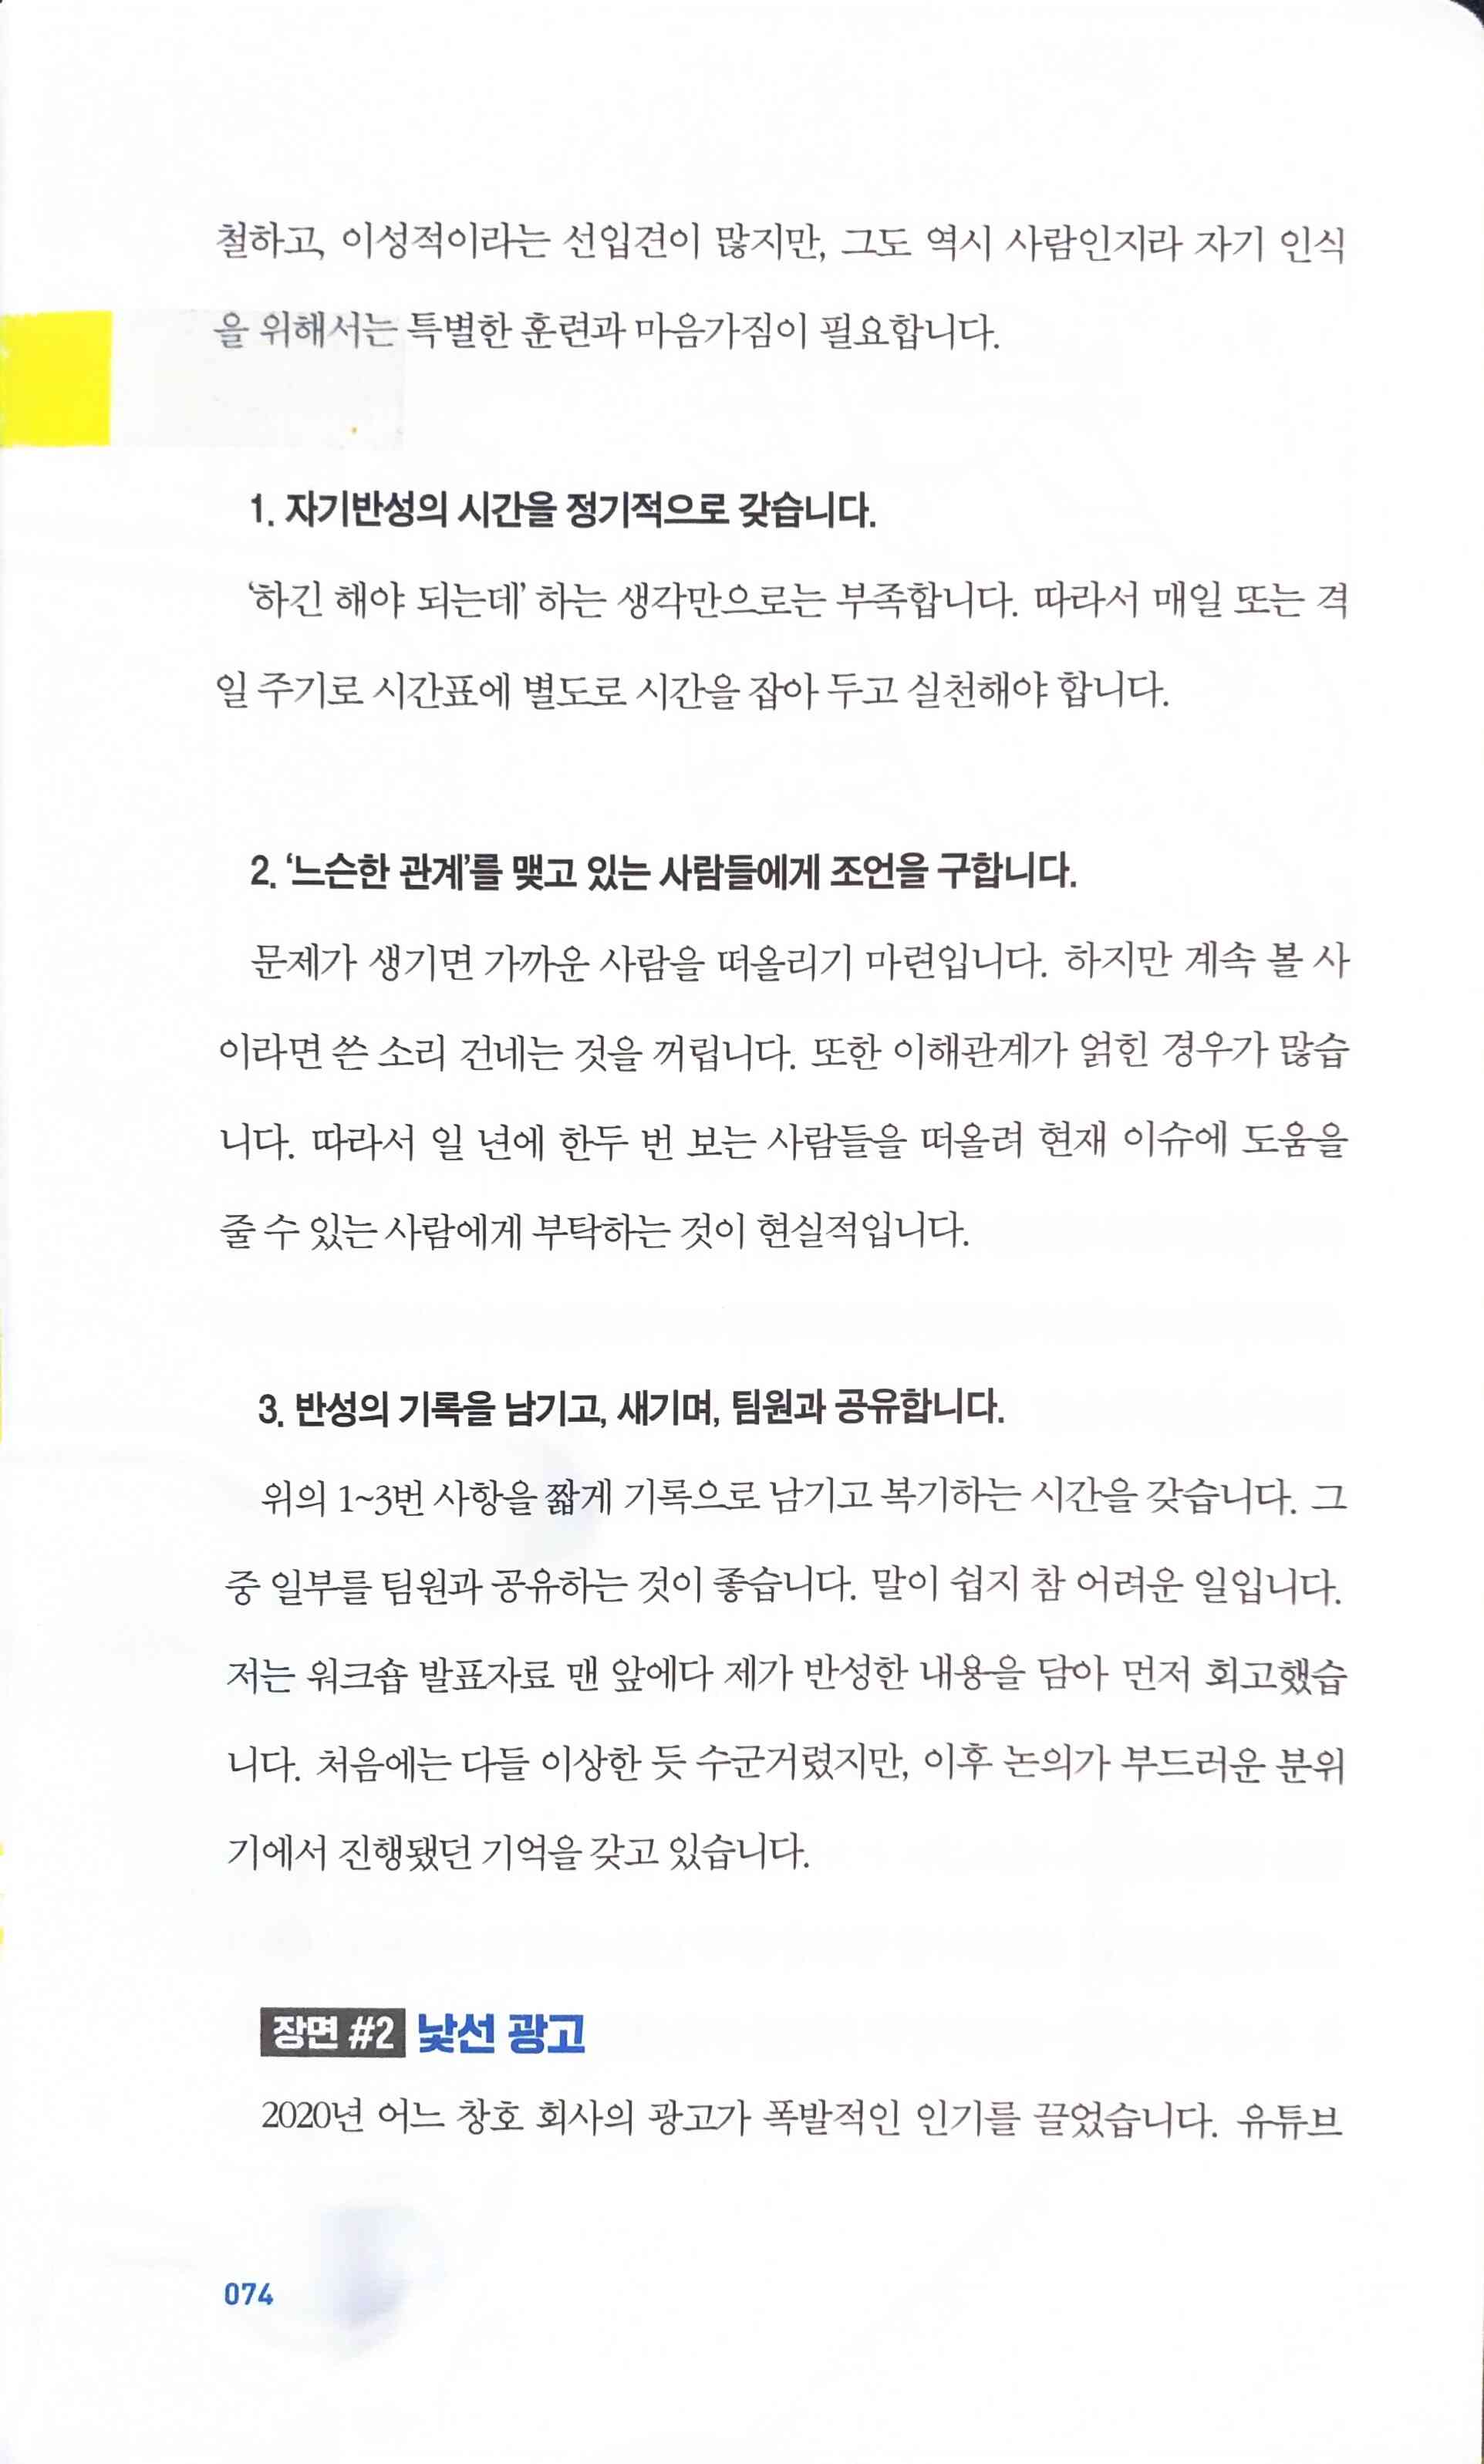 철하고, 이성적이라는 선입견이 많지만, 그도 역시 사람인지라 자기 인식
을 위해서는 특별한 훈련과 마음가짐이 필요합니다.
1. 자기반성의 시간을 정기적으로 갖습니다.
‘하긴 해야 되는데’ 하는 생각만으로는 부족합니다. 따라서 매일 또는 격
일 주기로 시간표에 별도로 시간을 잡아 두고 실천해야 합니다.
2. ‘느슨한 관계’를 맺고 있는 사람들에게 조언을 구합니다.
문제가 생기면 가까운 사람을 떠올리기 마련입니다. 하지만 계속 볼 사
이라면 쓴 소리 건네는 것을 꺼립니다. 또한 이해관계가 얽힌 경우가 많습
니다. 따라서 일 년에 한두 번 보는 사람들을 떠올려 현재 이슈에 도움을
줄 수 있는 사람에게 부탁하는 것이 현실적입니다.
3. 반성의 기록을 남기고, 새기며, 팀원과 공유합니다.
위의 1~3번 사항을 짧게 기록으로 남기고 복기하는 시간을 갖습니다. 그
중 일부를 팀원과 공유하는 것이 좋습니다. 말이 쉽지 참 어려운 일입니다.
저는 워크숍 발표자료 맨 앞에다 제가 반성한 내용을 담아 먼저 회고했습
니다. 처음에는 다들 이상한 듯 수군거렸지만, 이후 논의가 부드러운 분위
기에서 진행됐던 기억을 갖고 있습니다.
장면 #2 낯선 광고
2020년 어느 창호 회사의 광고가 폭발적인 인기를 끌었습니다. 유튜브
074